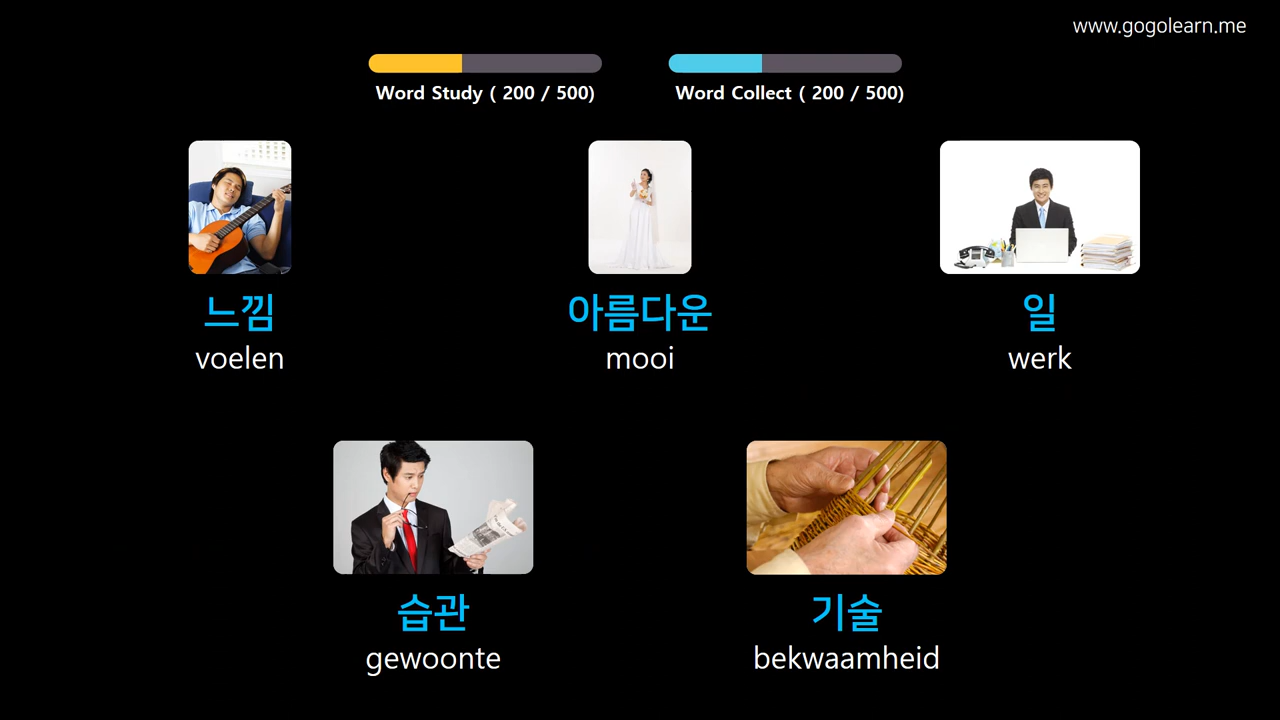 www.gogolearn.me
Word Study ( 200 / 500)
Word Collect ( 200 / 500)
느낌
voelen
아름다운
mooi
일
werk
습관
gewoonte
기술
bekwaamheid